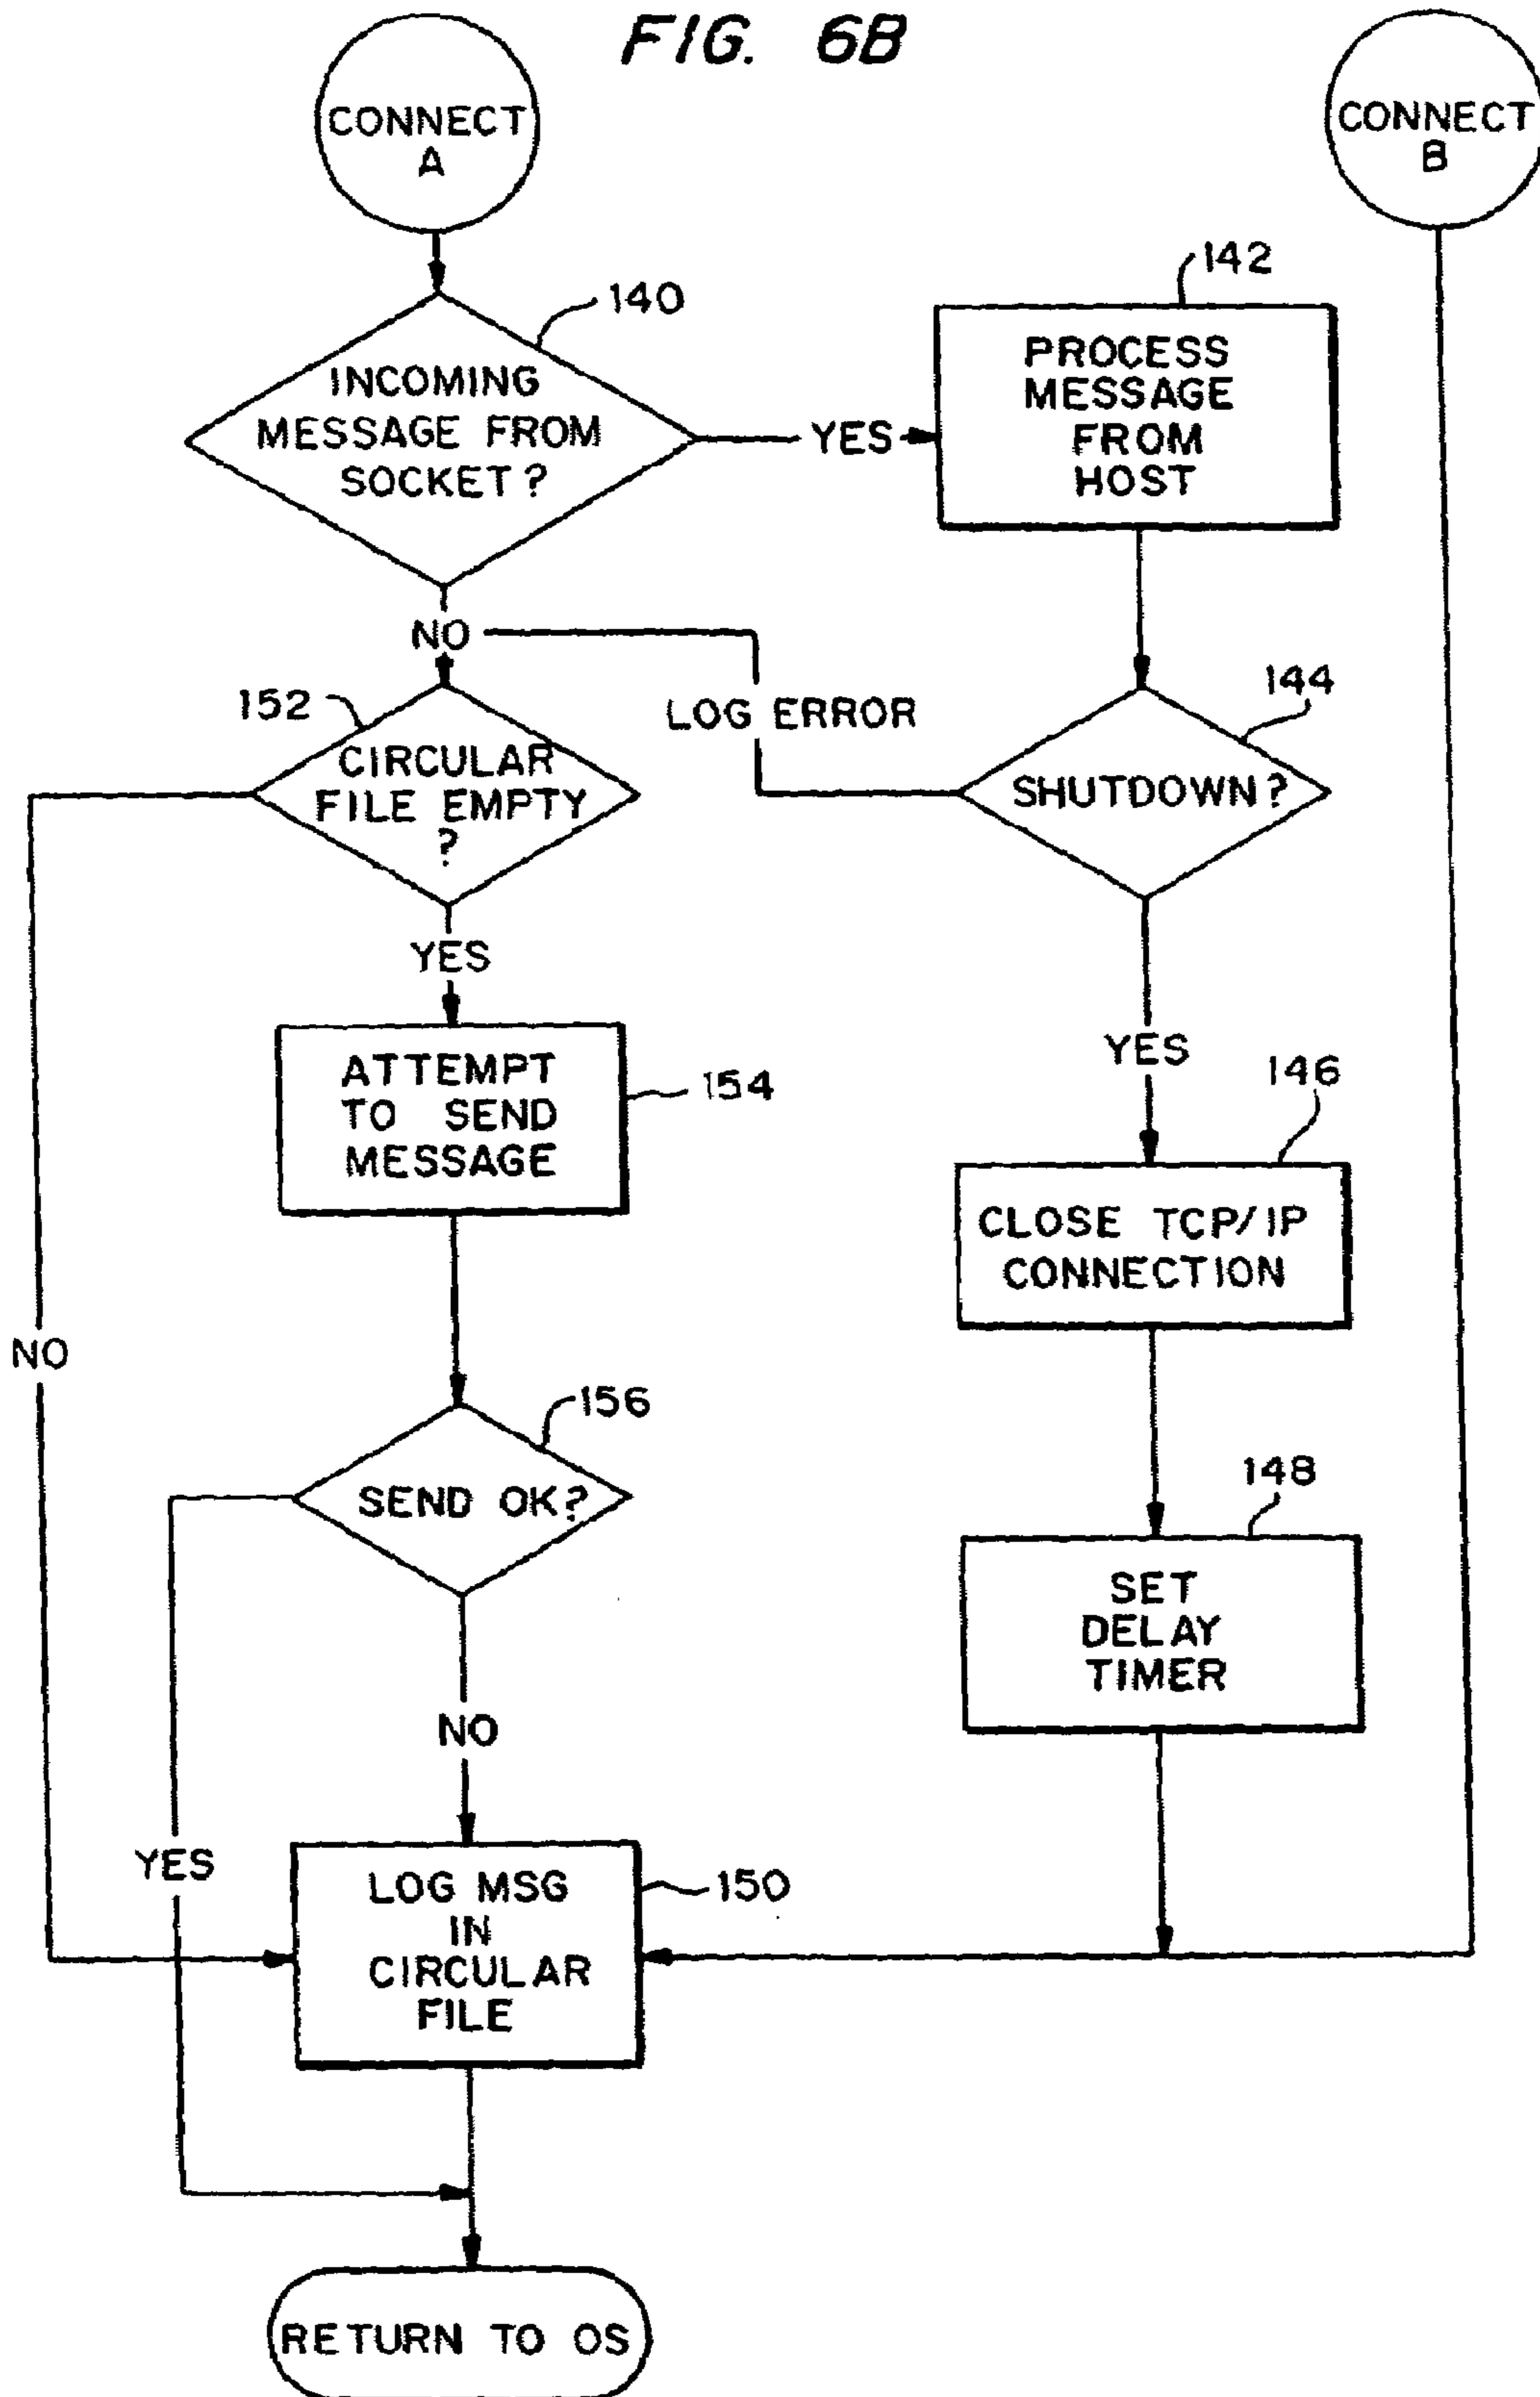 FIG. 6B
CONNECT
A
CONNECT
B
140
INCOMING
MESSAGE FROM
SOCKET?
YES
142
PROCESS
MESSAGE
FROM
HOST
NO
LOG ERROR
144
SHUTDOWN?
152
CIRCULAR
FILE EMPTY
?
YES
154
ATTEMPT
TO SEND
MESSAGE
YES
146
CLOSE TCP/IP
CONNECTION
NO
156
SEND OK?
148
SET
DELAY
TIMER
NO
YES
150
LOG MSG
IN
CIRCULAR
FILE
RETURN TO OS